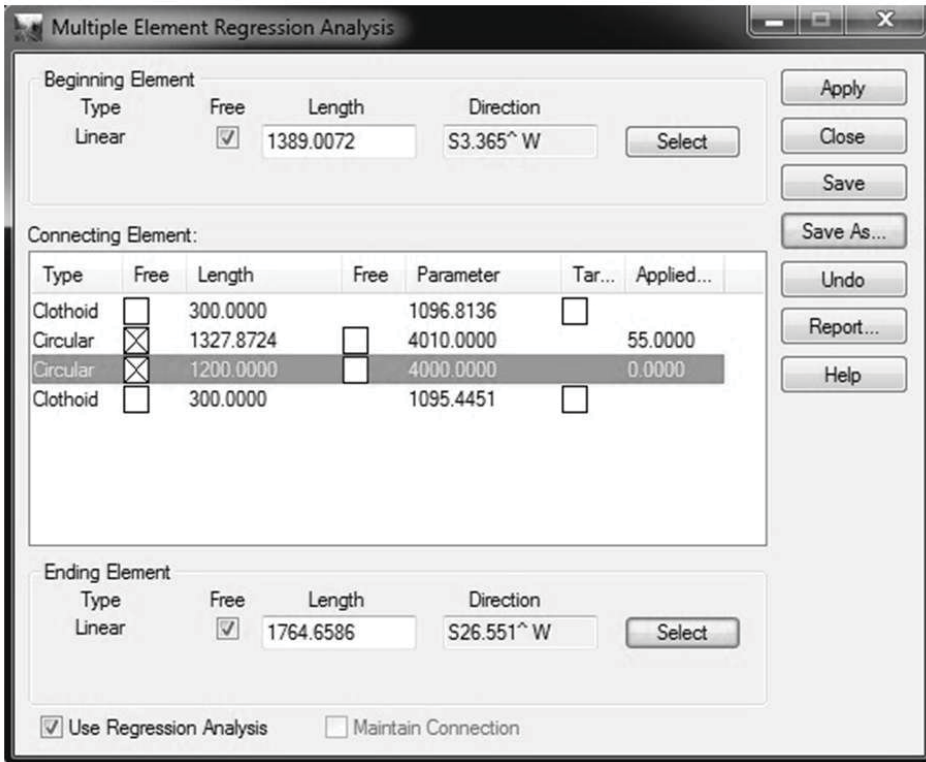 Multiple Element Regression Analysis
Beginning Element
Type Free Length Direction
Linear 1389.0072 S3.365^ W Select
Apply
Close
Save
Save As...
Undo
Report...
Help
Connecting Element:
Type Free Length Free Parameter Tar... Applied...
Clothoid 300.0000 1096.8136
Circular 1327.8724 4010.0000 55.0000
Circular 1200.0000 4000.0000 0.0000
Clothoid 300.0000 1095.4451
Ending Element
Type Free Length Direction
Linear 1764.6586 S26.551^ W Select
Use Regression Analysis Maintain Connection